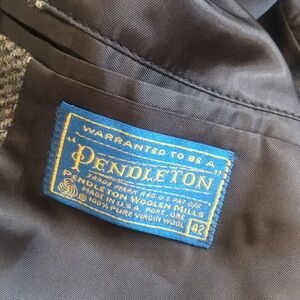 WARRANTED TO BE A
"PENDLETON"
TRADE MARK REG U.S. PAT. OFF.
PENDLETON WOOLEN MILLS
MADE IN U.S.A. PORT. ORE.
100% PURE VIRGIN WOOL
42